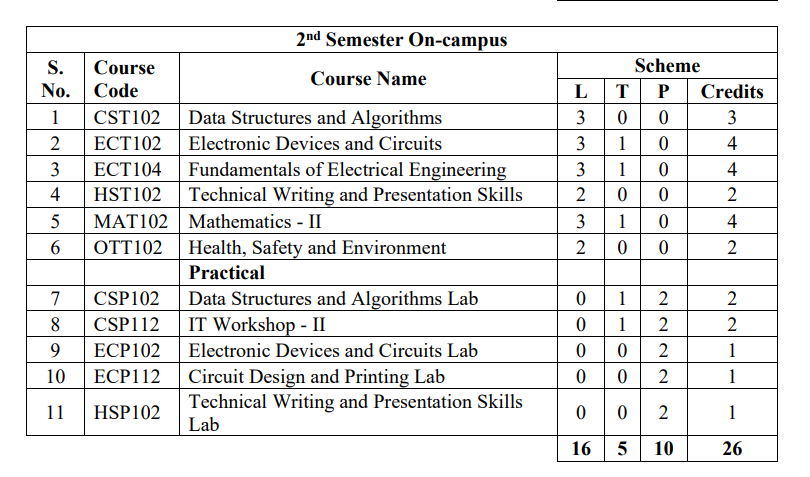 2nd Semester On-campus
S. No. Course Code Course Name Scheme
L T P Credits
1 CST102 Data Structures and Algorithms 3 0 0 3
2 ECT102 Electronic Devices and Circuits 3 1 0 4
3 ECT104 Fundamentals of Electrical Engineering 3 1 0 4
4 HST102 Technical Writing and Presentation Skills 2 0 0 2
5 MAT102 Mathematics - II 3 1 0 4
6 OTT102 Health, Safety and Environment 2 0 0 2
Practical
7 CSP102 Data Structures and Algorithms Lab 0 1 2 2
8 CSP112 IT Workshop - II 0 1 2 2
9 ECP102 Electronic Devices and Circuits Lab 0 0 2 1
10 ECP112 Circuit Design and Printing Lab 0 0 2 1
11 HSP102 Technical Writing and Presentation Skills Lab 0 0 2 1
16 5 10 26